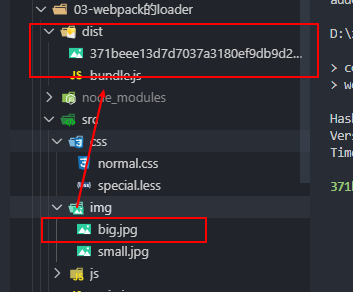 03-webpack的loader
dist
371beee13d7d7037a3180ef9db9d2...
bundle.js
node_modules
src
css
normal.css
special.less
img
big.jpg
small.jpg
js
D:\
> c
> w
Hash
Vers
Time
371b